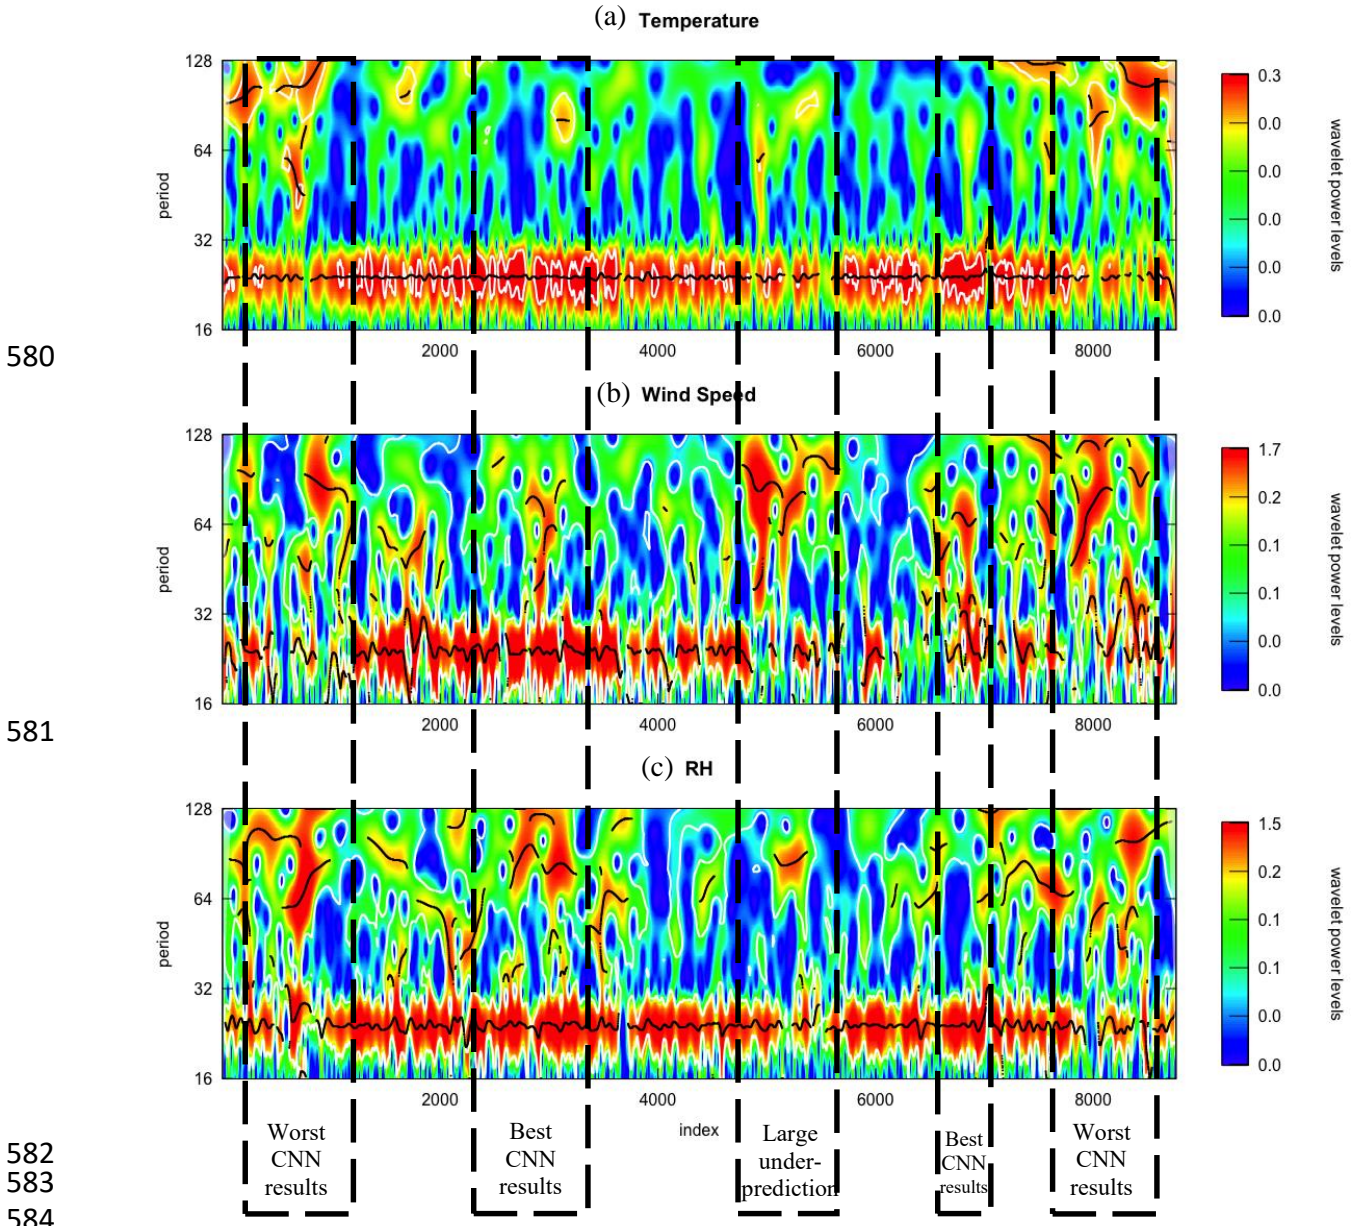 (a) Temperature
128
64
32
16
period
2000 4000 6000 8000
0.3
0.0
0.0
0.0
0.0
0.0
wavelet power levels
580
(b) Wind Speed
128
64
32
16
period
2000 4000 6000 8000
1.7
0.2
0.1
0.1
0.0
0.0
wavelet power levels
581
(c) RH
128
64
32
16
period
2000 4000 6000 8000
index
1.5
0.2
0.1
0.1
0.0
0.0
wavelet power levels
Worst
CNN
results
Best
CNN
results
Large
under-
prediction
Best
CNN
results
Worst
CNN
results
582
583
584